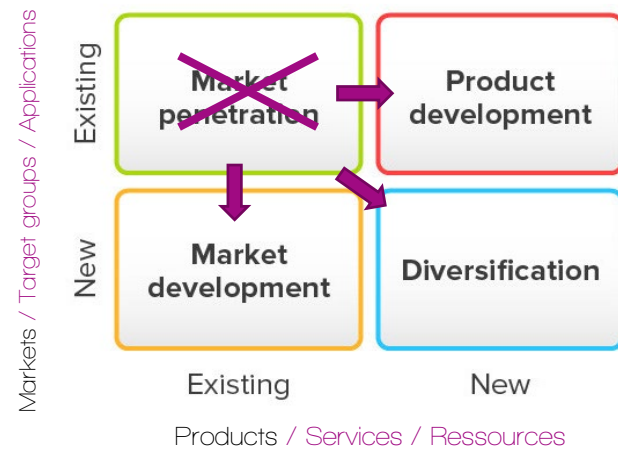 Markets / Target groups / Applications
Existing
Market
penetration
Product
development
New
Market
development
Diversification
Existing
New
Products / Services / Ressources